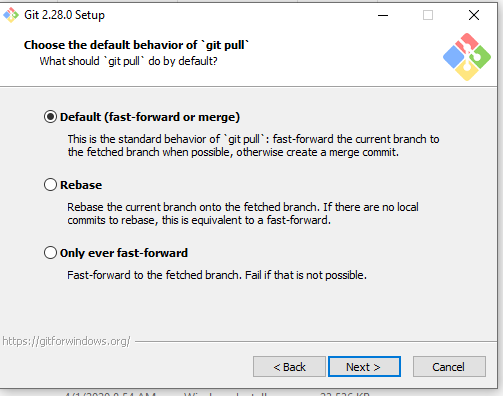 Git 2.28.0 Setup
Choose the default behavior of `git pull`
What should `git pull` do by default?
Default (fast-forward or merge)
This is the standard behavior of `git pull`: fast-forward the current branch to
the fetched branch when possible, otherwise create a merge commit.
Rebase
Rebase the current branch onto the fetched branch. If there are no local
commits to rebase, this is equivalent to a fast-forward.
Only ever fast-forward
Fast-forward to the fetched branch. Fail if that is not possible.
https://gitforwindows.org/
< Back
Next >
Cancel